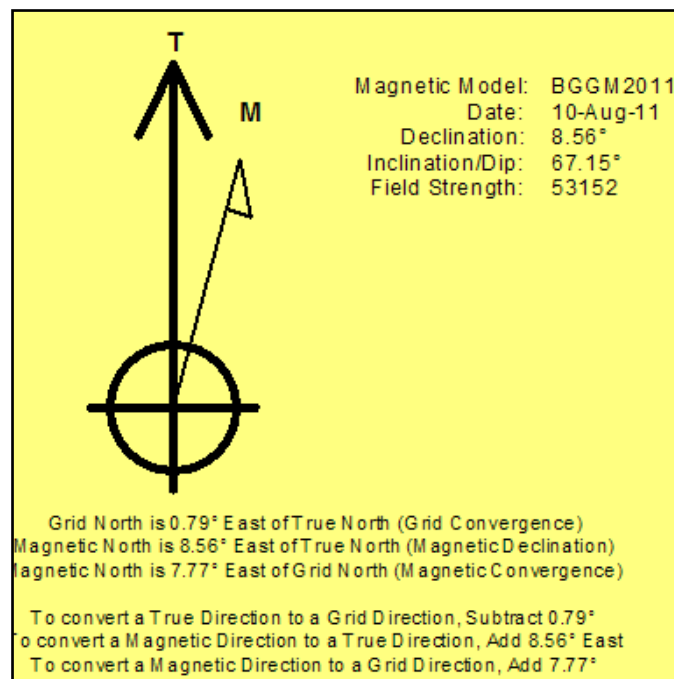 T
M
Magnetic Model: BGGM2011
Date: 10-Aug-11
Declination: 8.56°
Inclination/Dip: 67.15°
Field Strength: 53152
Grid North is 0.79° East of True North (Grid Convergence)
Magnetic North is 8.56° East of True North (Magnetic Declination)
Magnetic North is 7.77° East of Grid North (Magnetic Convergence)
To convert a True Direction to a Grid Direction, Subtract 0.79°
To convert a Magnetic Direction to a True Direction, Add 8.56° East
To convert a Magnetic Direction to a Grid Direction, Add 7.77°